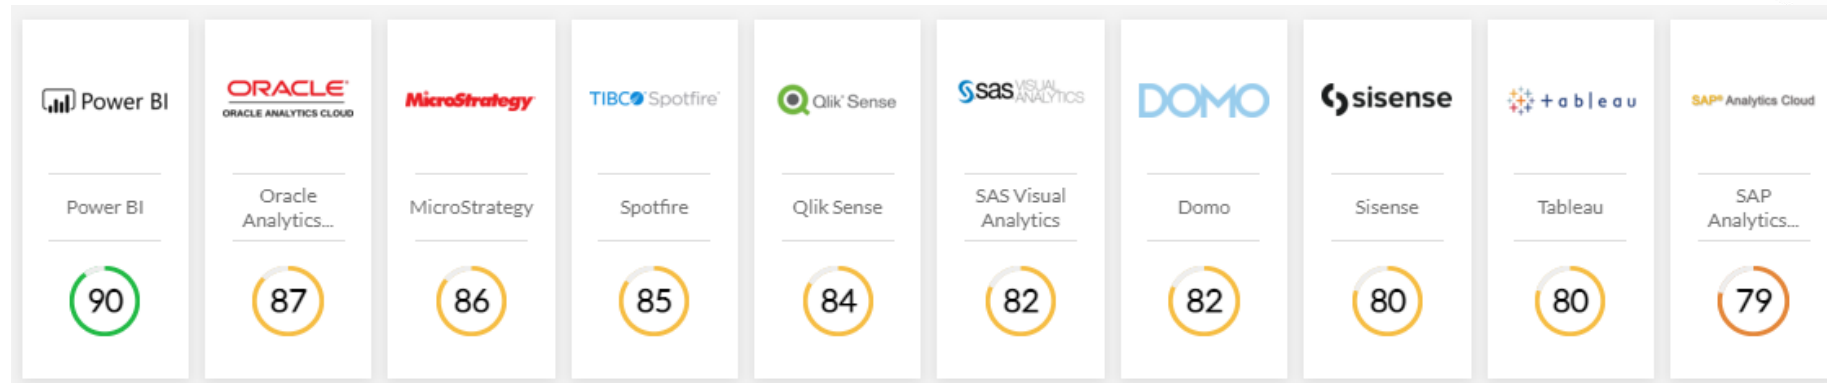 Power BI
ORACLE
ORACLE ANALYTICS CLOUD
MicroStrategy
TIBCO Spotfire
Qlik Sense
sas VISUAL ANALYTICS
DOMO
sisense
+ableau
SAP Analytics Cloud
Power BI
Oracle
Analytics...
MicroStrategy
Spotfire
Qlik Sense
SAS Visual
Analytics
Domo
Sisense
Tableau
SAP
Analytics...
90
87
86
85
84
82
82
80
80
79